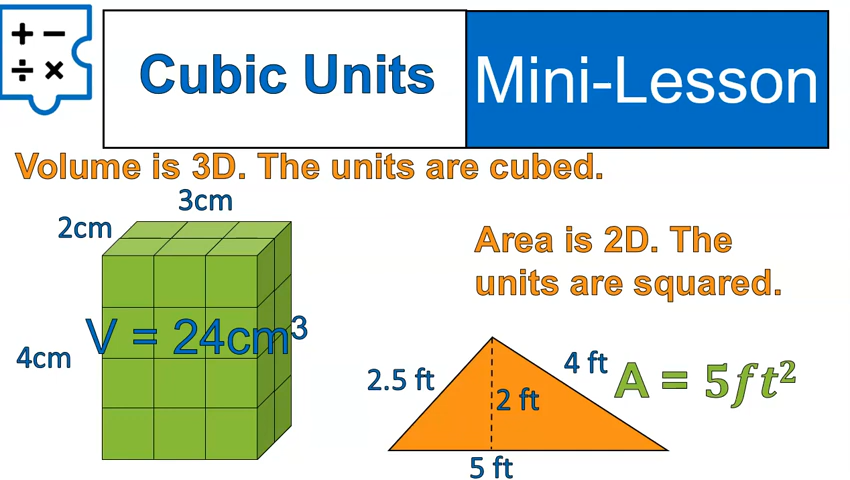 + −
÷ ×
Cubic Units
Mini-Lesson
Volume is 3D. The units are cubed.
3cm
2cm
4cm
V = 24cm³
Area is 2D. The
units are squared.
2.5 ft
4 ft
2 ft
5 ft
A = 5ft²